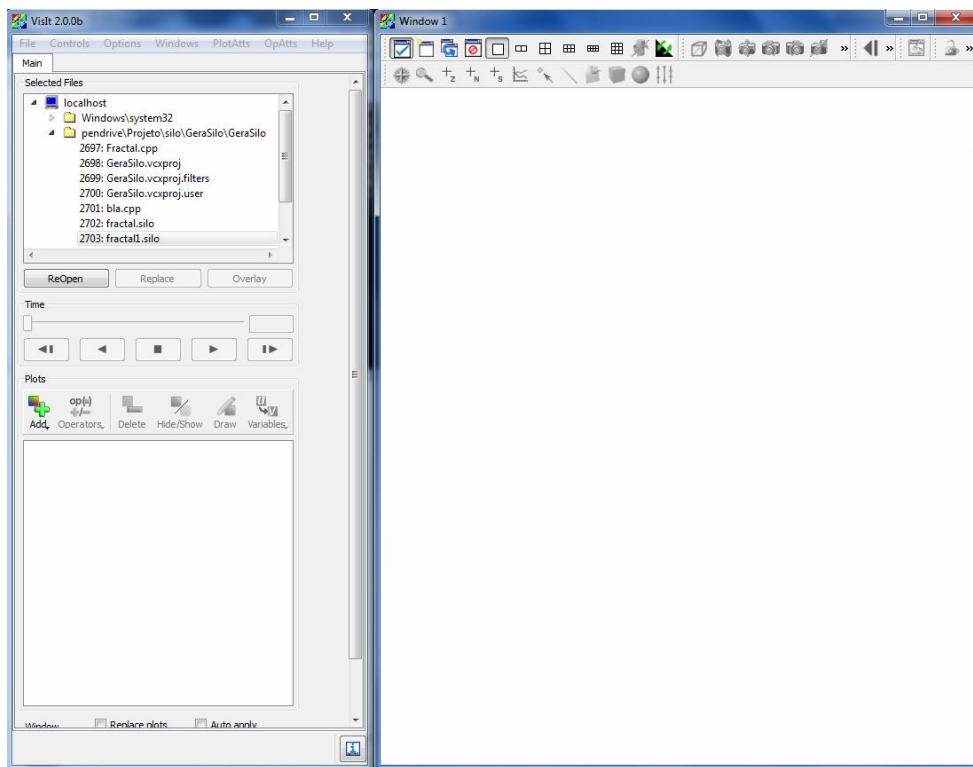 VisIt 2.0.0b
File Controls Options Windows PlotAtts OpAtts Help
Main
Selected Files
localhost
Windows\system32
pendrive\Projeto\silo\GeraSilo\GeraSilo
2697: Fractal.cpp
2698: GeraSilo.vcxproj
2699: GeraSilo.vcxproj.filters
2700: GeraSilo.vcxproj.user
2701: bla.cpp
2702: fractal.silo
2703: fractal1.silo
ReOpen Replace Overlay
Time
Plots
op(u)
Add Operators Delete Hide/Show Draw Variables
Window Replace plots Auto apply
Window 1
Z N S